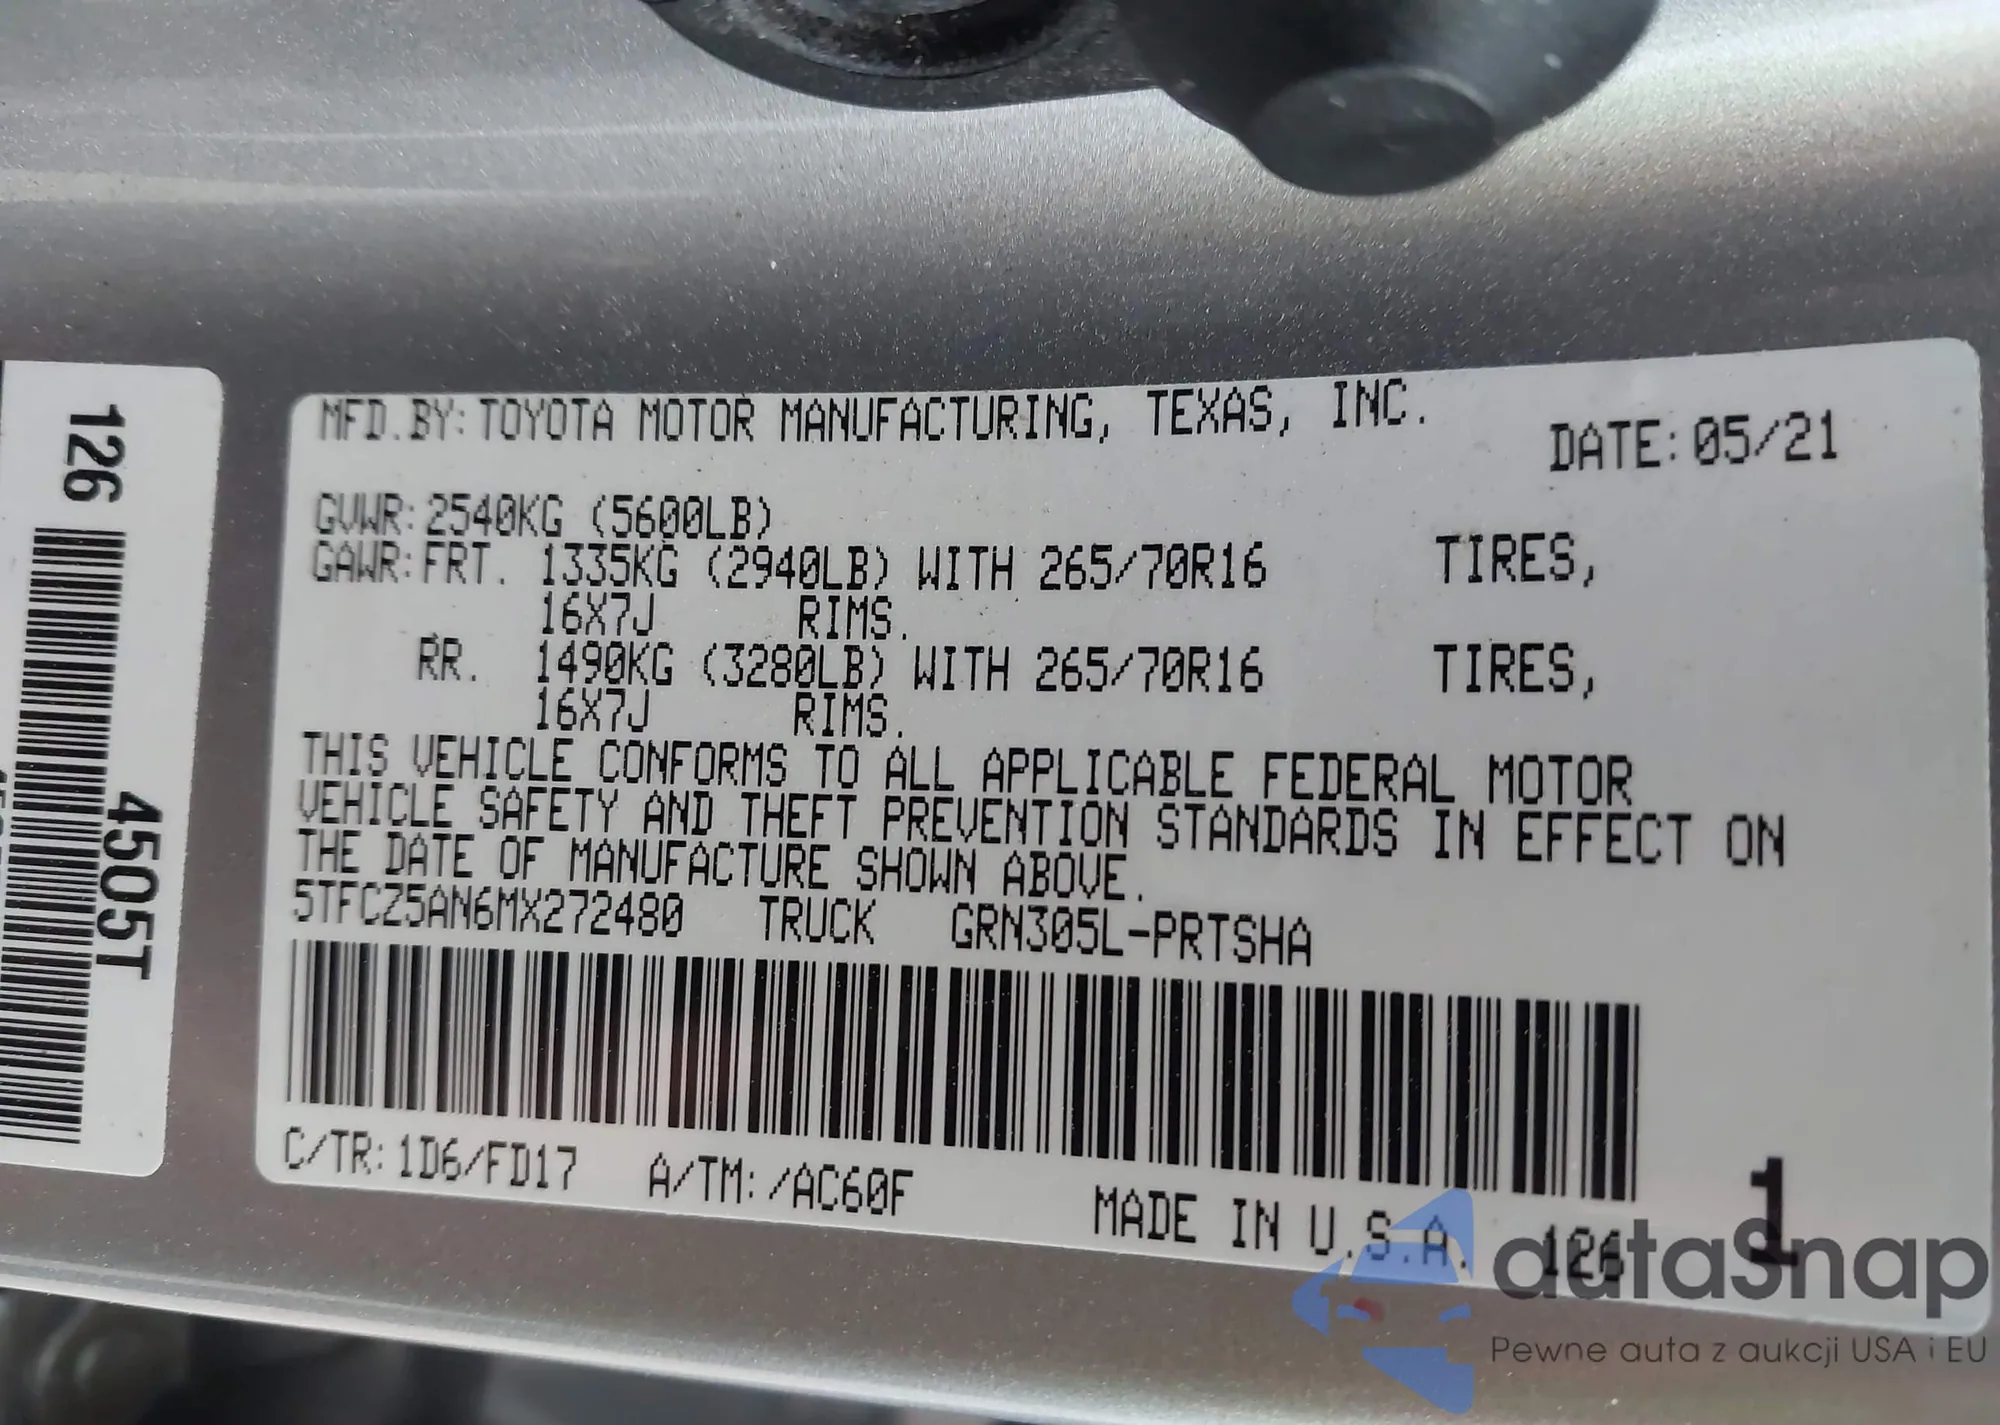 126
4505T
MFD.BY:TOYOTA MOTOR MANUFACTURING, TEXAS, INC.
DATE:05/21
GVWR:2540KG (5600LB)
GAWR:FRT. 1335KG (2940LB) WITH 265/70R16 TIRES,
16X7J RIMS.
RR. 1490KG (3280LB) WITH 265/70R16 TIRES,
16X7J RIMS.
THIS VEHICLE CONFORMS TO ALL APPLICABLE FEDERAL MOTOR
VEHICLE SAFETY AND THEFT PREVENTION STANDARDS IN EFFECT ON
THE DATE OF MANUFACTURE SHOWN ABOVE.
5TFCZ5AN6MX272480 TRUCK GRN305L-PRTSHA
C/TR:1D6/FD17 A/TM:/AC60F
MADE IN U.S.A. 126 1
autaSnap
Pewne auta z aukcji USA i EU